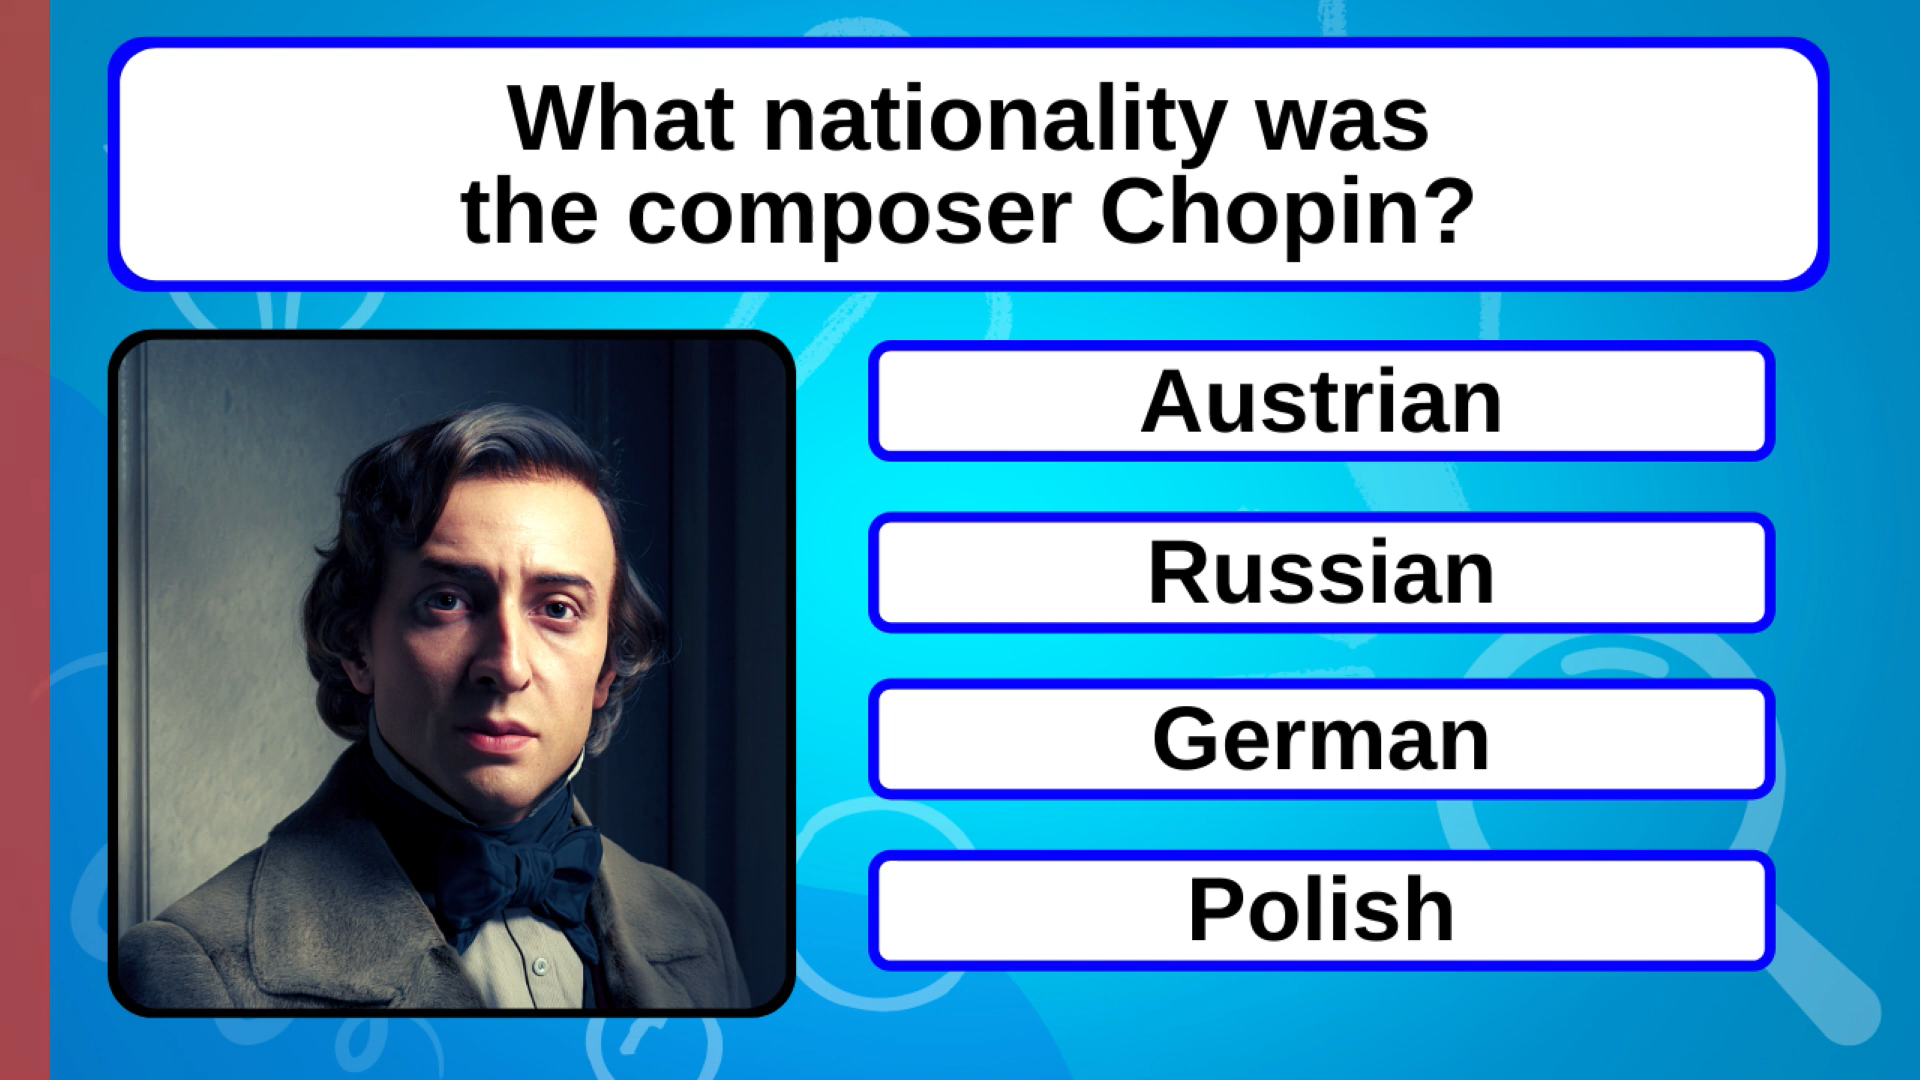 What nationality was
the composer Chopin?
Austrian
Russian
German
Polish